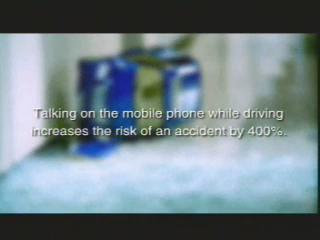 Talking on the mobile phone while driving
increases the risk of an accident by 400%.